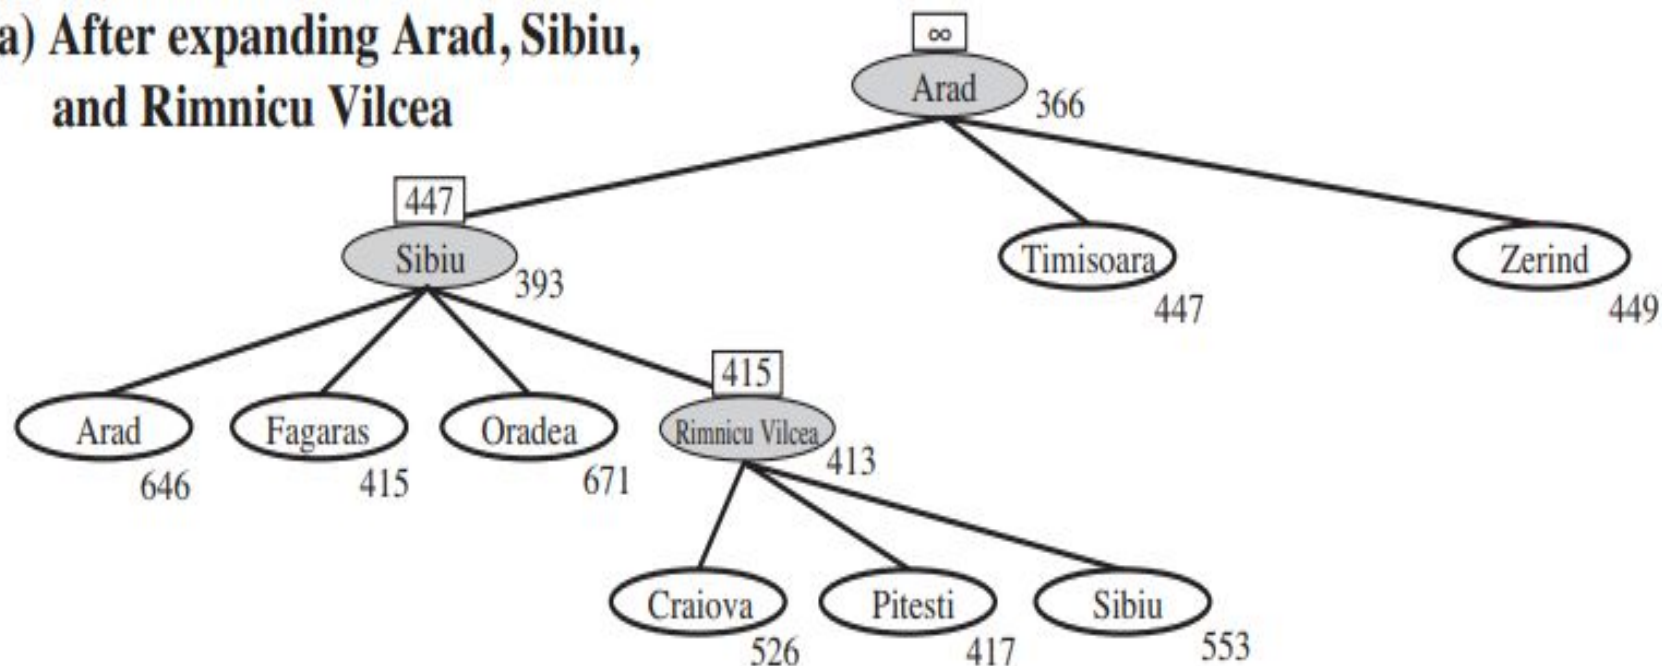 a) After expanding Arad, Sibiu,
and Rimnicu Vilcea
∞
Arad
366
447
Sibiu
393
Timisoara
447
Zerind
449
Arad
646
Fagaras
415
Oradea
671
415
Rimnicu Vilcea
413
Craiova
526
Pitesti
417
Sibiu
553